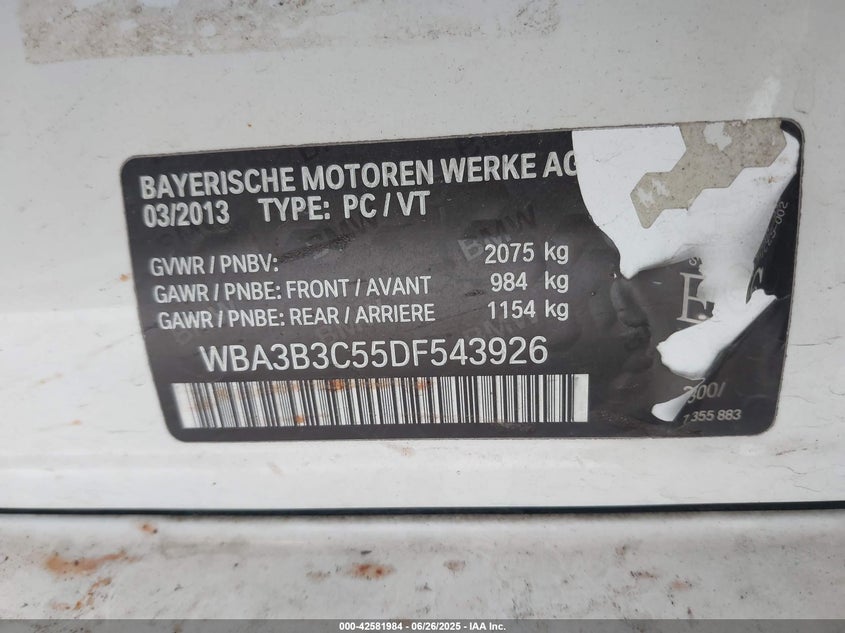 BAYERISCHE MOTOREN WERKE AG
03/2013 TYPE: PC / VT
GVWR / PNBV: 2075 kg
GAWR / PNBE: FRONT / AVANT 984 kg
GAWR / PNBE: REAR / ARRIERE 1154 kg
WBA3B3C55DF543926
300/
7 355 883
000-42581984 - 06/26/2025 - IAA Inc.